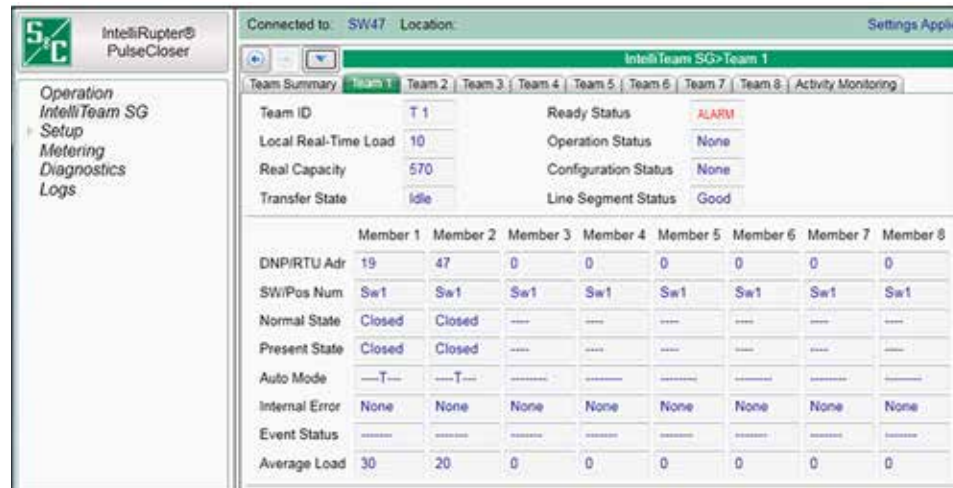 S&C
IntelliRupter®
PulseCloser
Operation
IntelliTeam SG
Setup
Metering
Diagnostics
Logs
Connected to: SW47 Location: Settings Appli
IntelliTeam SG>Team 1
Team Summary Team 1 Team 2 Team 3 Team 4 Team 5 Team 6 Team 7 Team 8 Activity Monitoring
Team ID T 1 Ready Status ALARM
Local Real-Time Load 10 Operation Status None
Real Capacity 570 Configuration Status None
Transfer State Idle Line Segment Status Good
Member 1 Member 2 Member 3 Member 4 Member 5 Member 6 Member 7 Member 8
DNP/RTU Adr 19 47 0 0 0 0 0 0
SW/Pos Num Sw1 Sw1 Sw1 Sw1 Sw1 Sw1 Sw1 Sw1
Normal State Closed Closed ---- ---- ---- ---- ---- ----
Present State Closed Closed ---- ---- ---- ---- ---- ----
Auto Mode ----T--- ----T--- -------- -------- -------- -------- -------- --------
Internal Error None None None None None None None None
Event Status ------- ------- ------- ------- ------- ------- ------- -------
Average Load 30 20 0 0 0 0 0 0